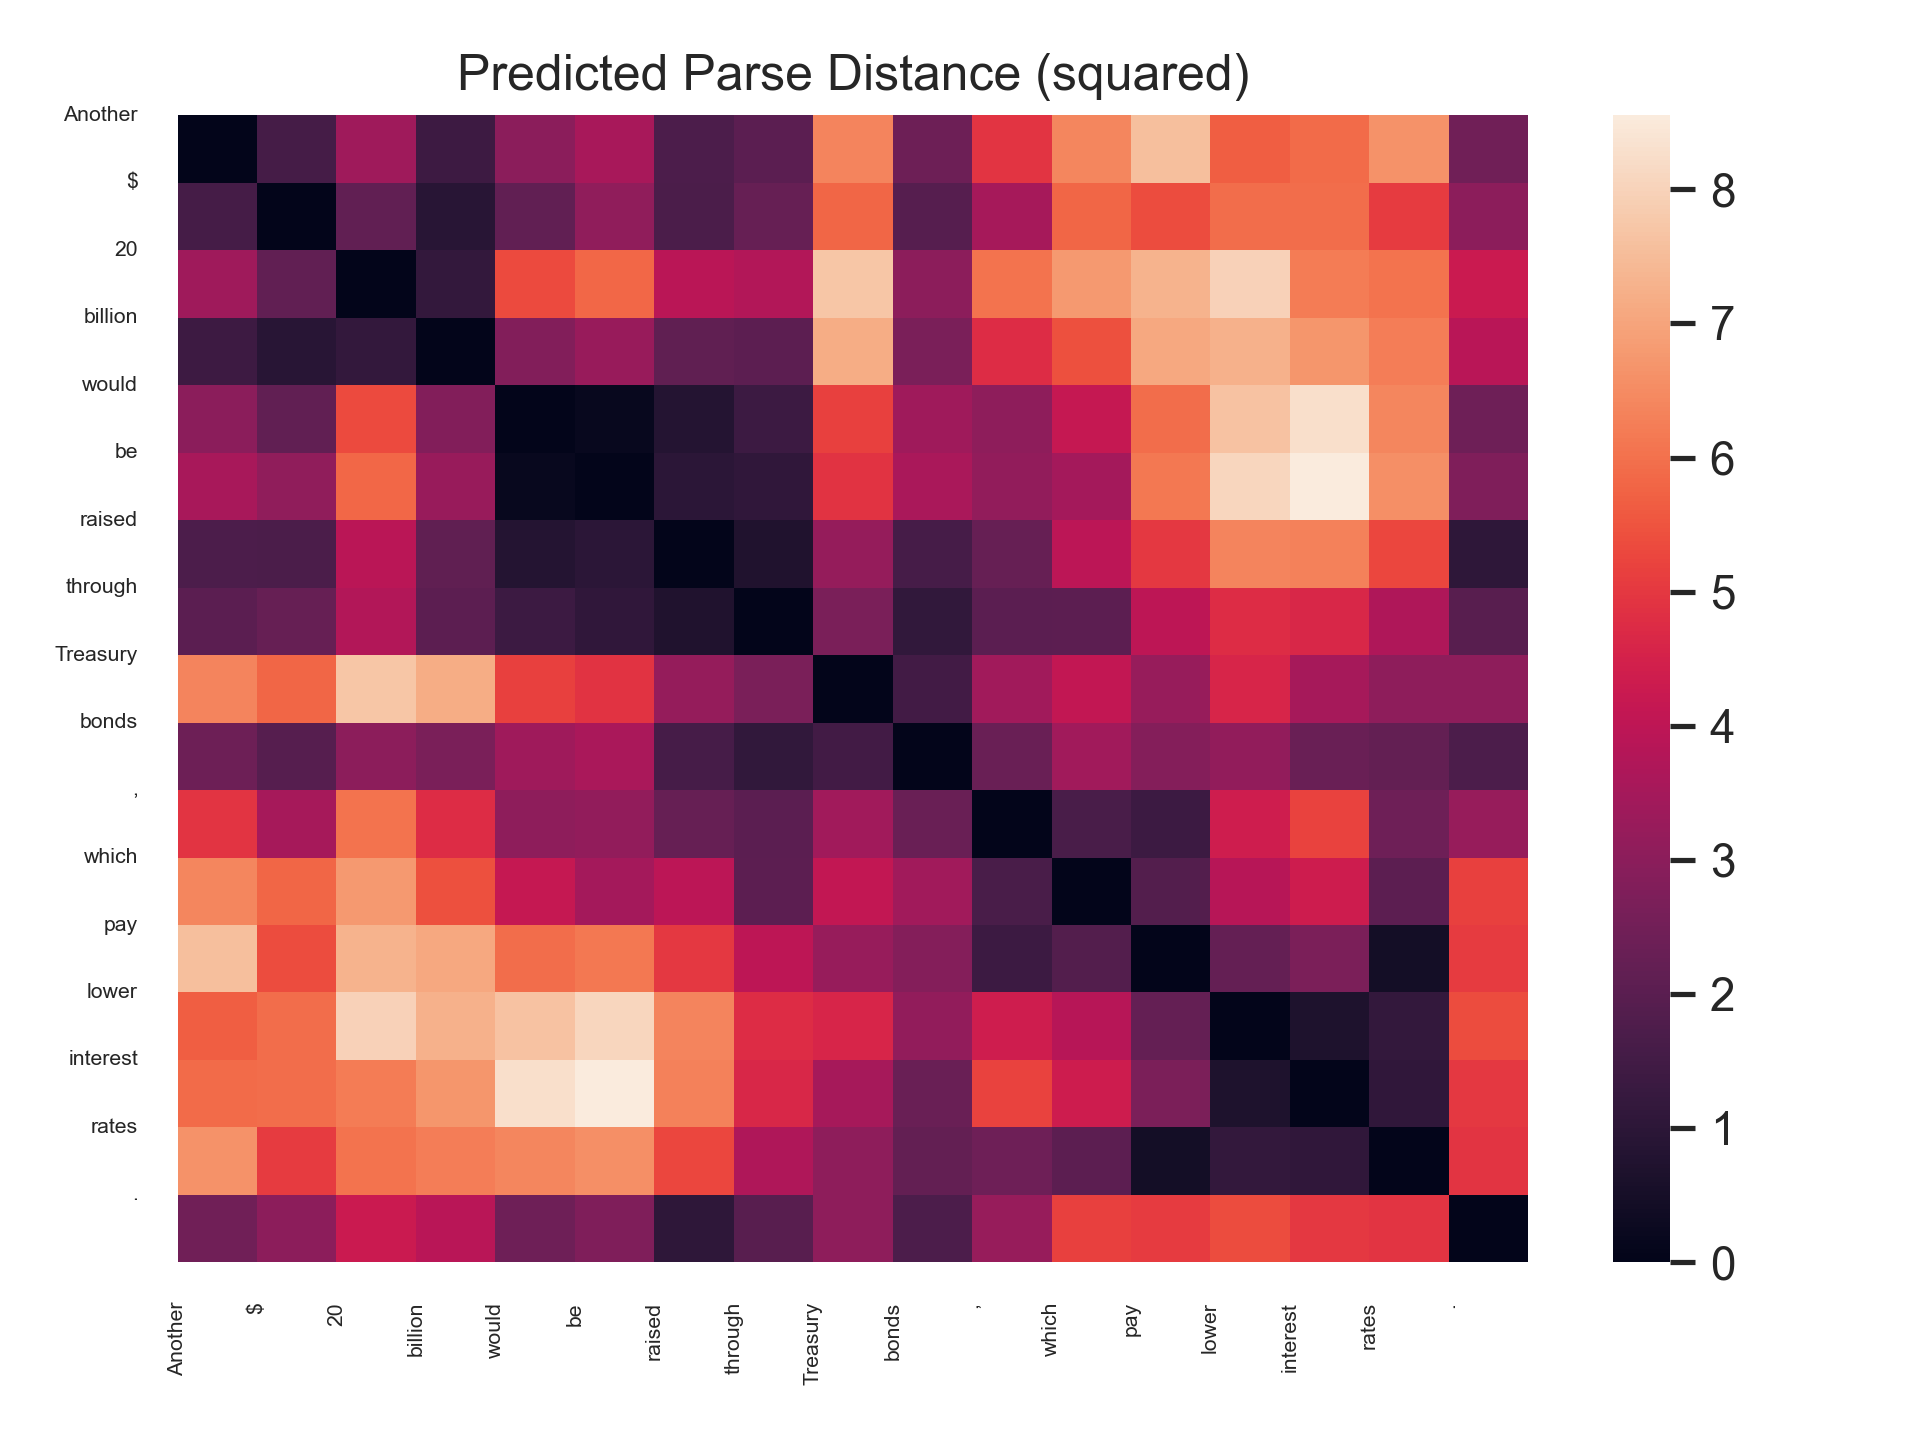 Predicted Parse Distance (squared)
Another
$
20
billion
would
be
raised
through
Treasury
bonds
,
which
pay
lower
interest
rates
.
8
7
6
5
4
3
2
1
0
Another
$
20
billion
would
be
raised
through
Treasury
bonds
,
which
pay
lower
interest
rates
.